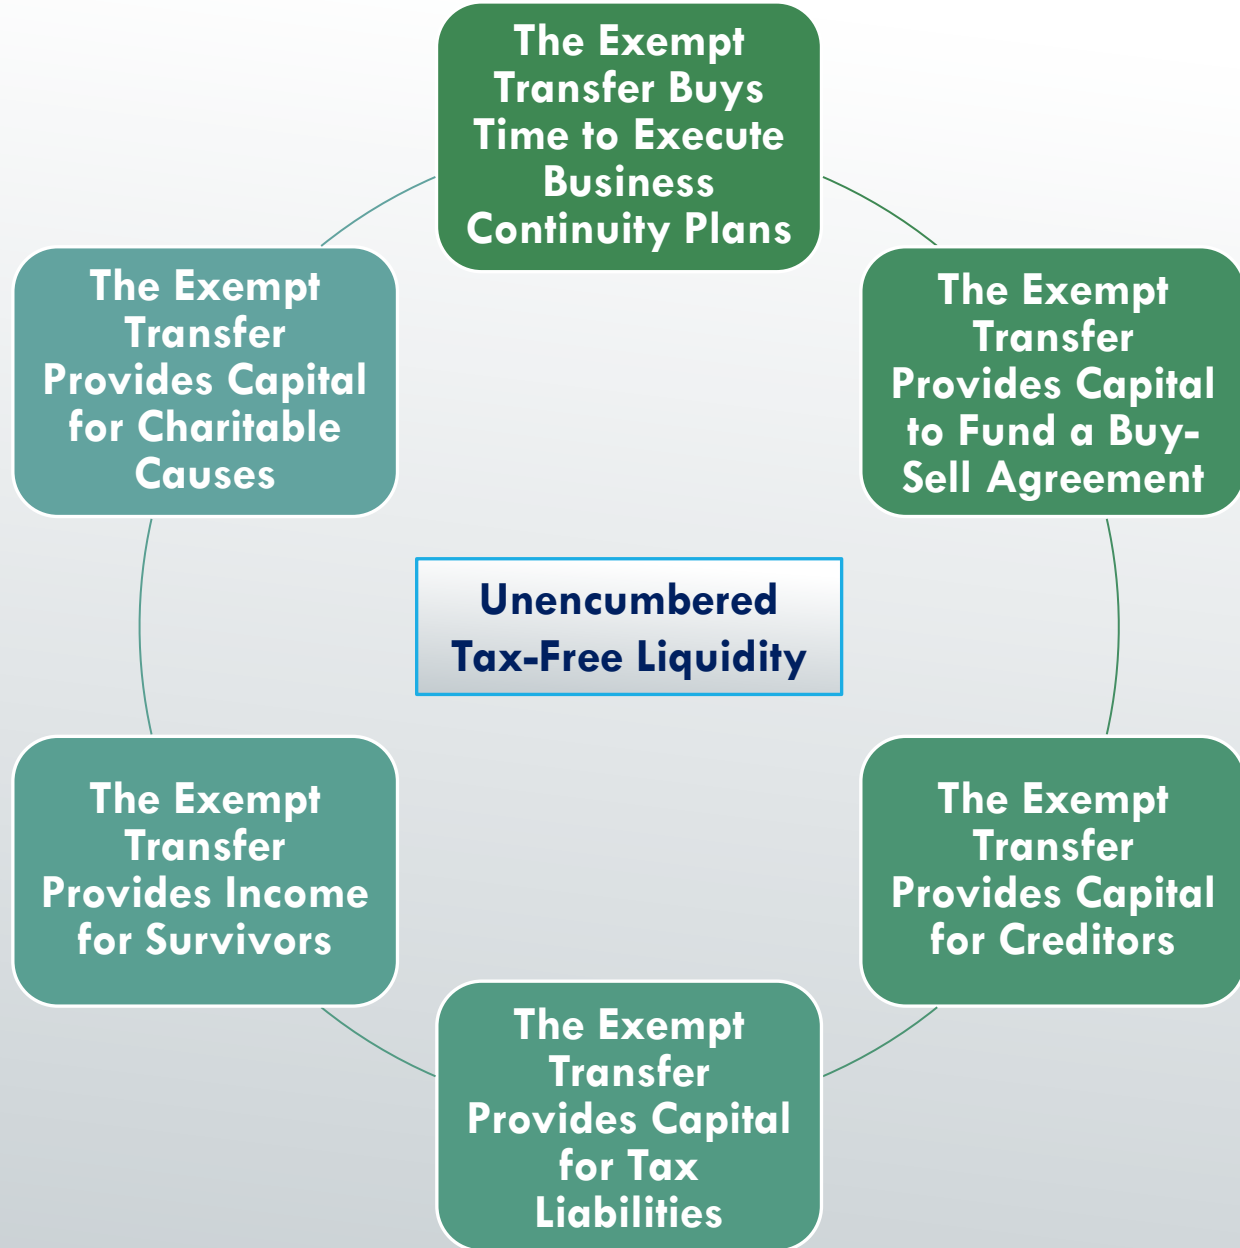 The Exempt
Transfer Buys
Time to Execute
Business
Continuity Plans
The Exempt
Transfer
Provides Capital
to Fund a Buy-
Sell Agreement
The Exempt
Transfer
Provides Capital
for Creditors
The Exempt
Transfer
Provides Capital
for Tax
Liabilities
The Exempt
Transfer
Provides Income
for Survivors
The Exempt
Transfer
Provides Capital
for Charitable
Causes
Unencumbered
Tax-Free Liquidity